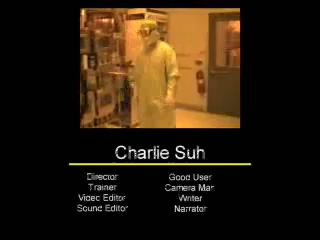 Charlie Suh
Director
Trainer
Video Editor
Sound Editor
Good User
Camera Man
Writer
Narrator